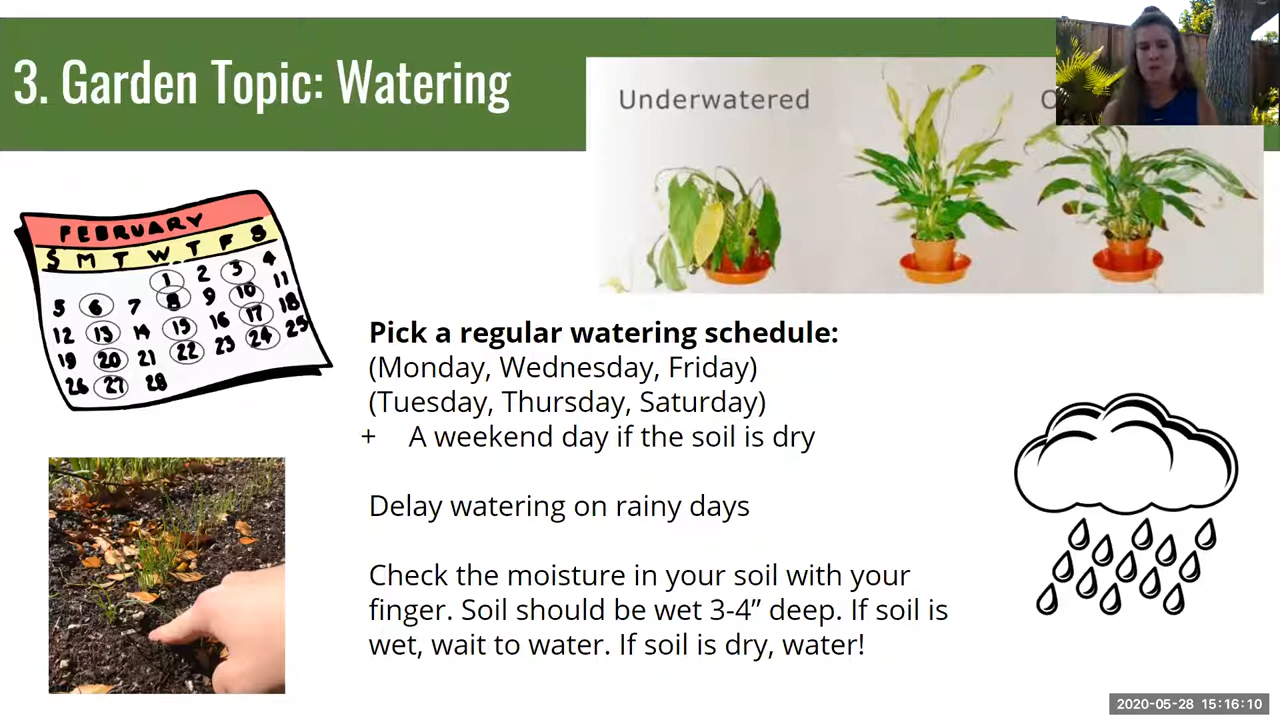 3. Garden Topic: Watering
Underwatered
FEBRUARY
S M T W T F S
1 2 3 4
5 6 7 8 9 10 11
12 13 14 15 16 17 18
19 20 21 22 23 24 25
26 27 28
Pick a regular watering schedule:
(Monday, Wednesday, Friday)
(Tuesday, Thursday, Saturday)
+ A weekend day if the soil is dry
Delay watering on rainy days
Check the moisture in your soil with your
finger. Soil should be wet 3-4” deep. If soil is
wet, wait to water. If soil is dry, water!
2020-05-28 15:16:10